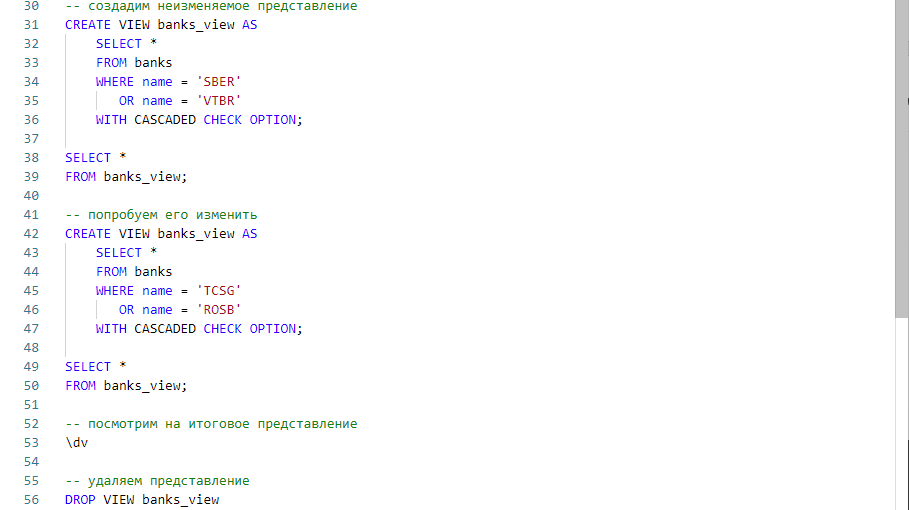 30 -- создадим неизменяемое представление
31 CREATE VIEW banks_view AS
32 SELECT *
33 FROM banks
34 WHERE name = 'SBER'
35 OR name = 'VTBR'
36 WITH CASCADED CHECK OPTION;
37
38 SELECT *
39 FROM banks_view;
40
41 -- попробуем его изменить
42 CREATE VIEW banks_view AS
43 SELECT *
44 FROM banks
45 WHERE name = 'TCSG'
46 OR name = 'ROSB'
47 WITH CASCADED CHECK OPTION;
48
49 SELECT *
50 FROM banks_view;
51
52 -- посмотрим на итоговое представление
53 \dv
54
55 -- удаляем представление
56 DROP VIEW banks_view